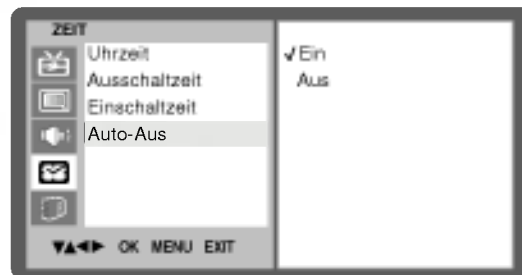 ZEIT
Uhrzeit
Ausschaltzeit
Einschaltzeit
Auto-Aus
✓ Ein
Aus
▼▲◄► OK MENU EXIT